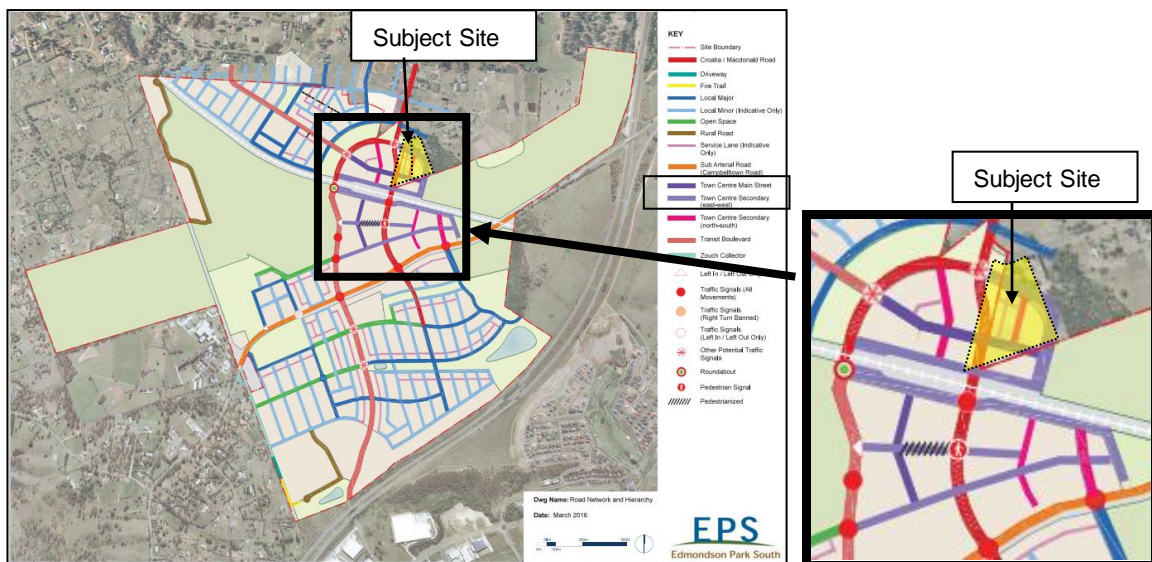 Subject Site
KEY
Site Boundary
Croatia / Macdonald Road
Driveway
Fire Trail
Local Major
Local Minor (Indicative Only)
Open Space
Rural Road
Service Lane (Indicative
Only)
Sub Arterial Road
(Campbelltown Road)
Town Centre Main Street
Town Centre Secondary
(east-west)
Town Centre Secondary
(north-south)
Transit Boulevard
Zouch Collector
Left In / Left Out Only
Traffic Signals (All
Movements)
Traffic Signals
(Right Turn Banned)
Traffic Signals
(Left In / Left Out Only)
Other Potential Traffic
Signals
Roundabout
Pedestrian Signal
Pedestrianized
Subject Site
Dwg Name: Road Network and Hierarchy
Date: March 2016
EPS
Edmondson Park South